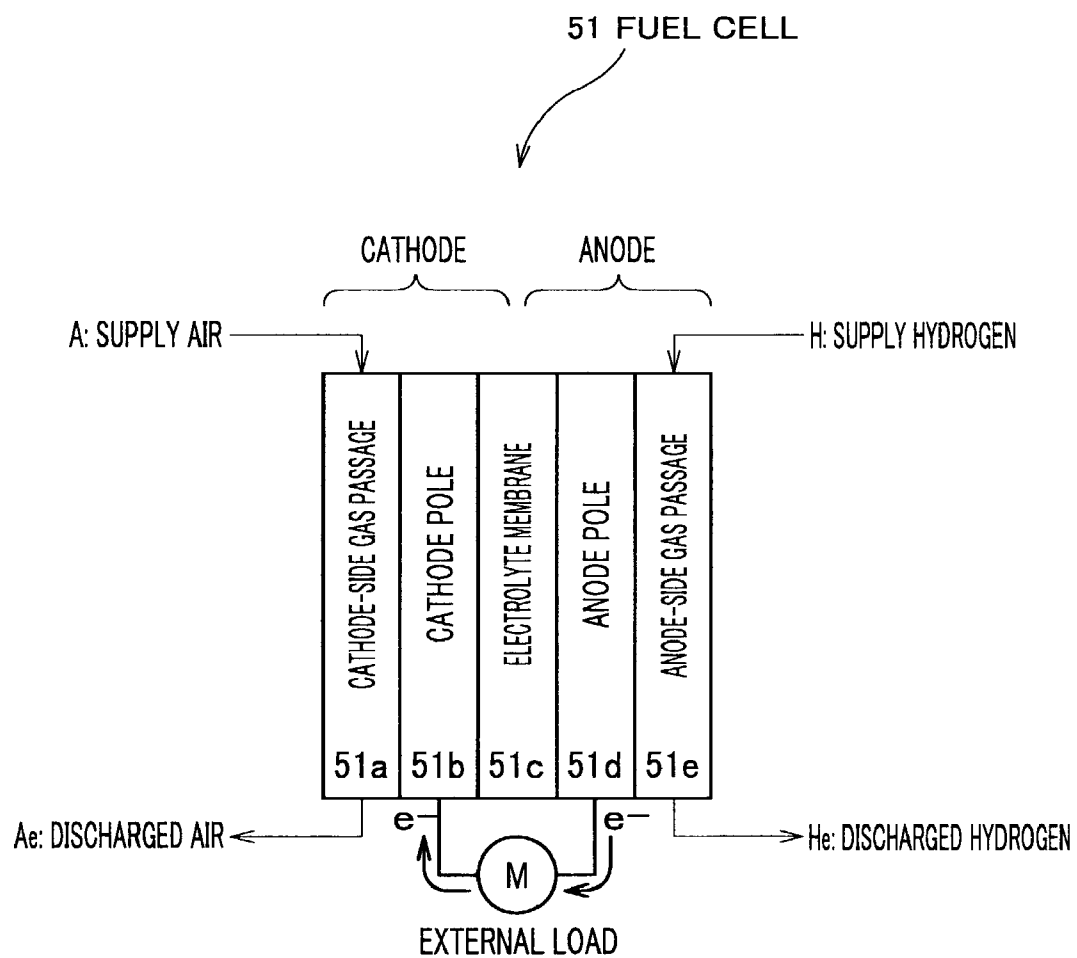 51 FUEL CELL
CATHODE
ANODE
A: SUPPLY AIR
H: SUPPLY HYDROGEN
CATHODE-SIDE GAS PASSAGE
CATHODE POLE
ELECTROLYTE MEMBRANE
ANODE POLE
ANODE-SIDE GAS PASSAGE
51a
51b
51c
51d
51e
e−
e−
Ae: DISCHARGED AIR
He: DISCHARGED HYDROGEN
M
EXTERNAL LOAD